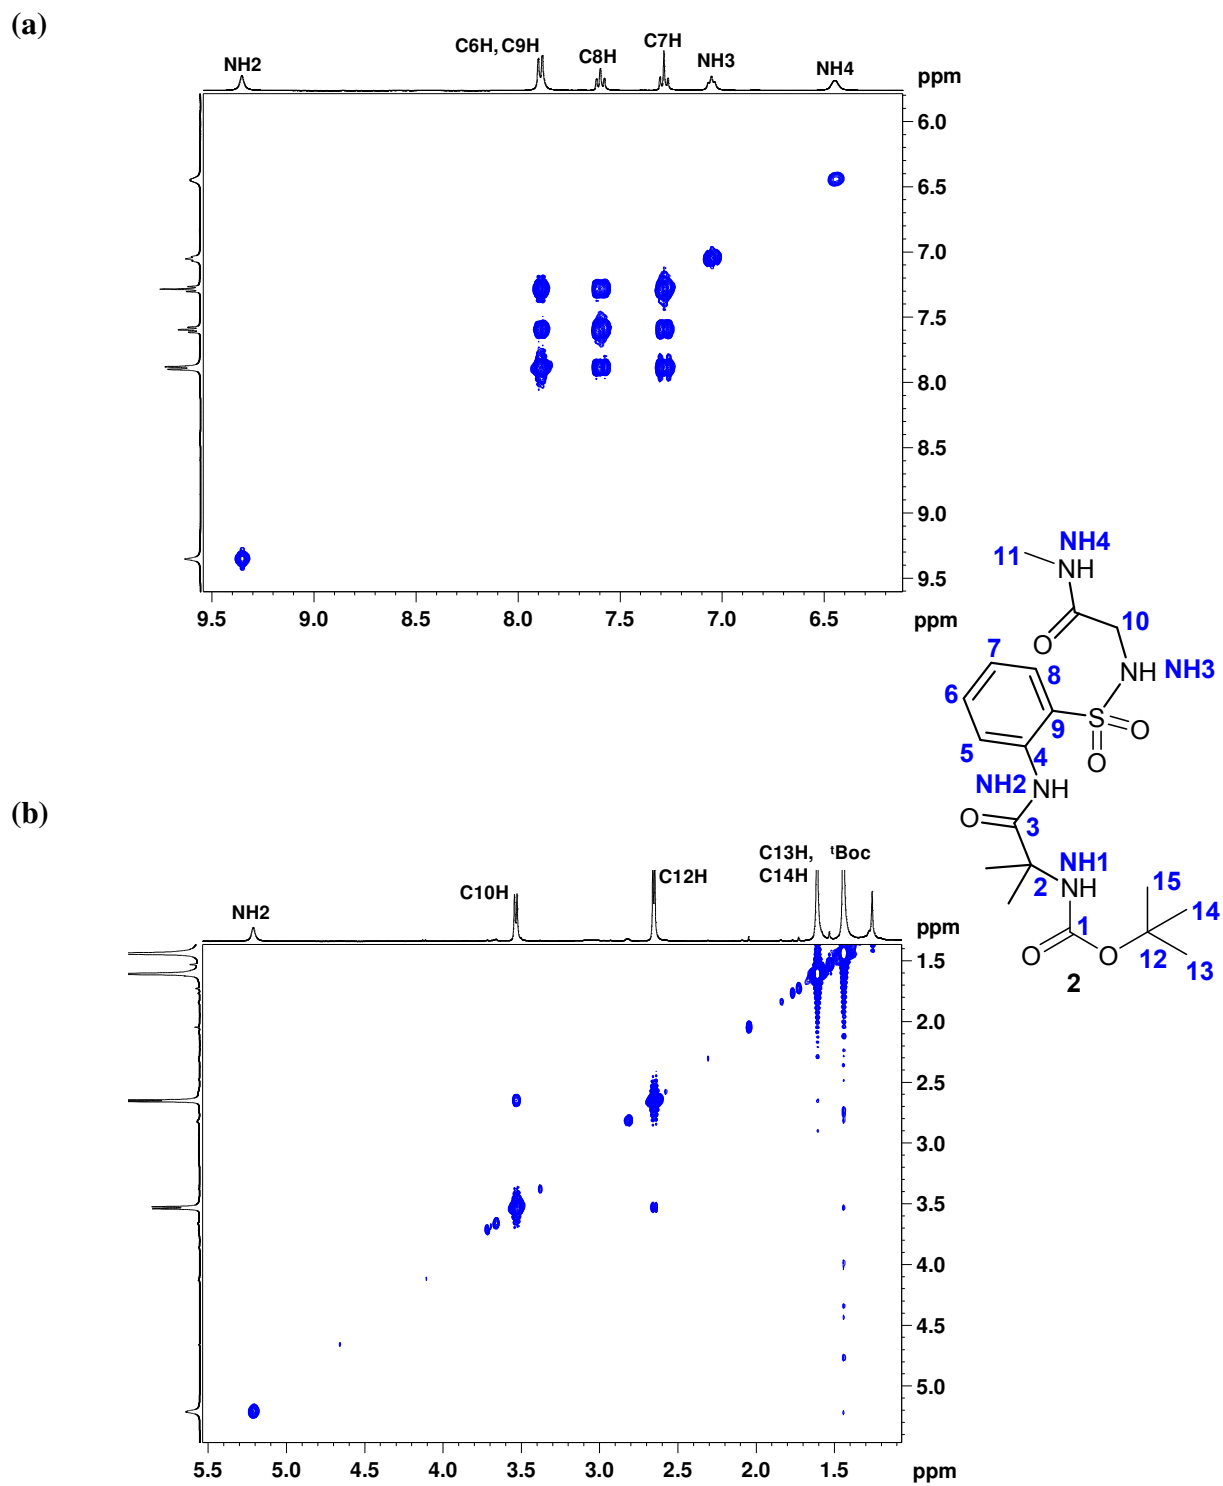 (a)
NH2
C6H, C9H
C8H
C7H
NH3
NH4
ppm
6.0
6.5
7.0
7.5
8.0
8.5
9.0
9.5
9.5 9.0 8.5 8.0 7.5 7.0 6.5 ppm
11
NH4
NH
O
10
7
8
NH
NH3
6
S
O
9
5
4
O
NH2
NH
O
3
2
NH1
NH
15
14
1
O
O
12
13
2
(b)
NH2
C10H
C12H
C13H,
C14H
tBoc
ppm
1.5
2.0
2.5
3.0
3.5
4.0
4.5
5.0
5.5 5.0 4.5 4.0 3.5 3.0 2.5 2.0 1.5 ppm